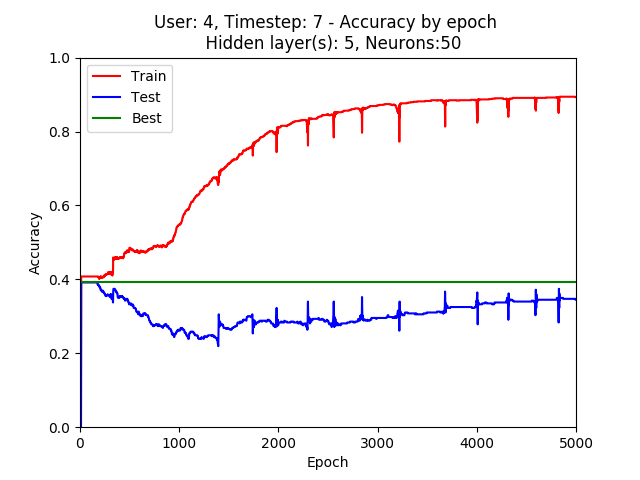 User: 4, Timestep: 7 - Accuracy by epoch
Hidden layer(s): 5, Neurons:50
1.0
Train
Test
Best
0.8
0.6
Accuracy
0.4
0.2
0.0
0 1000 2000 3000 4000 5000
Epoch